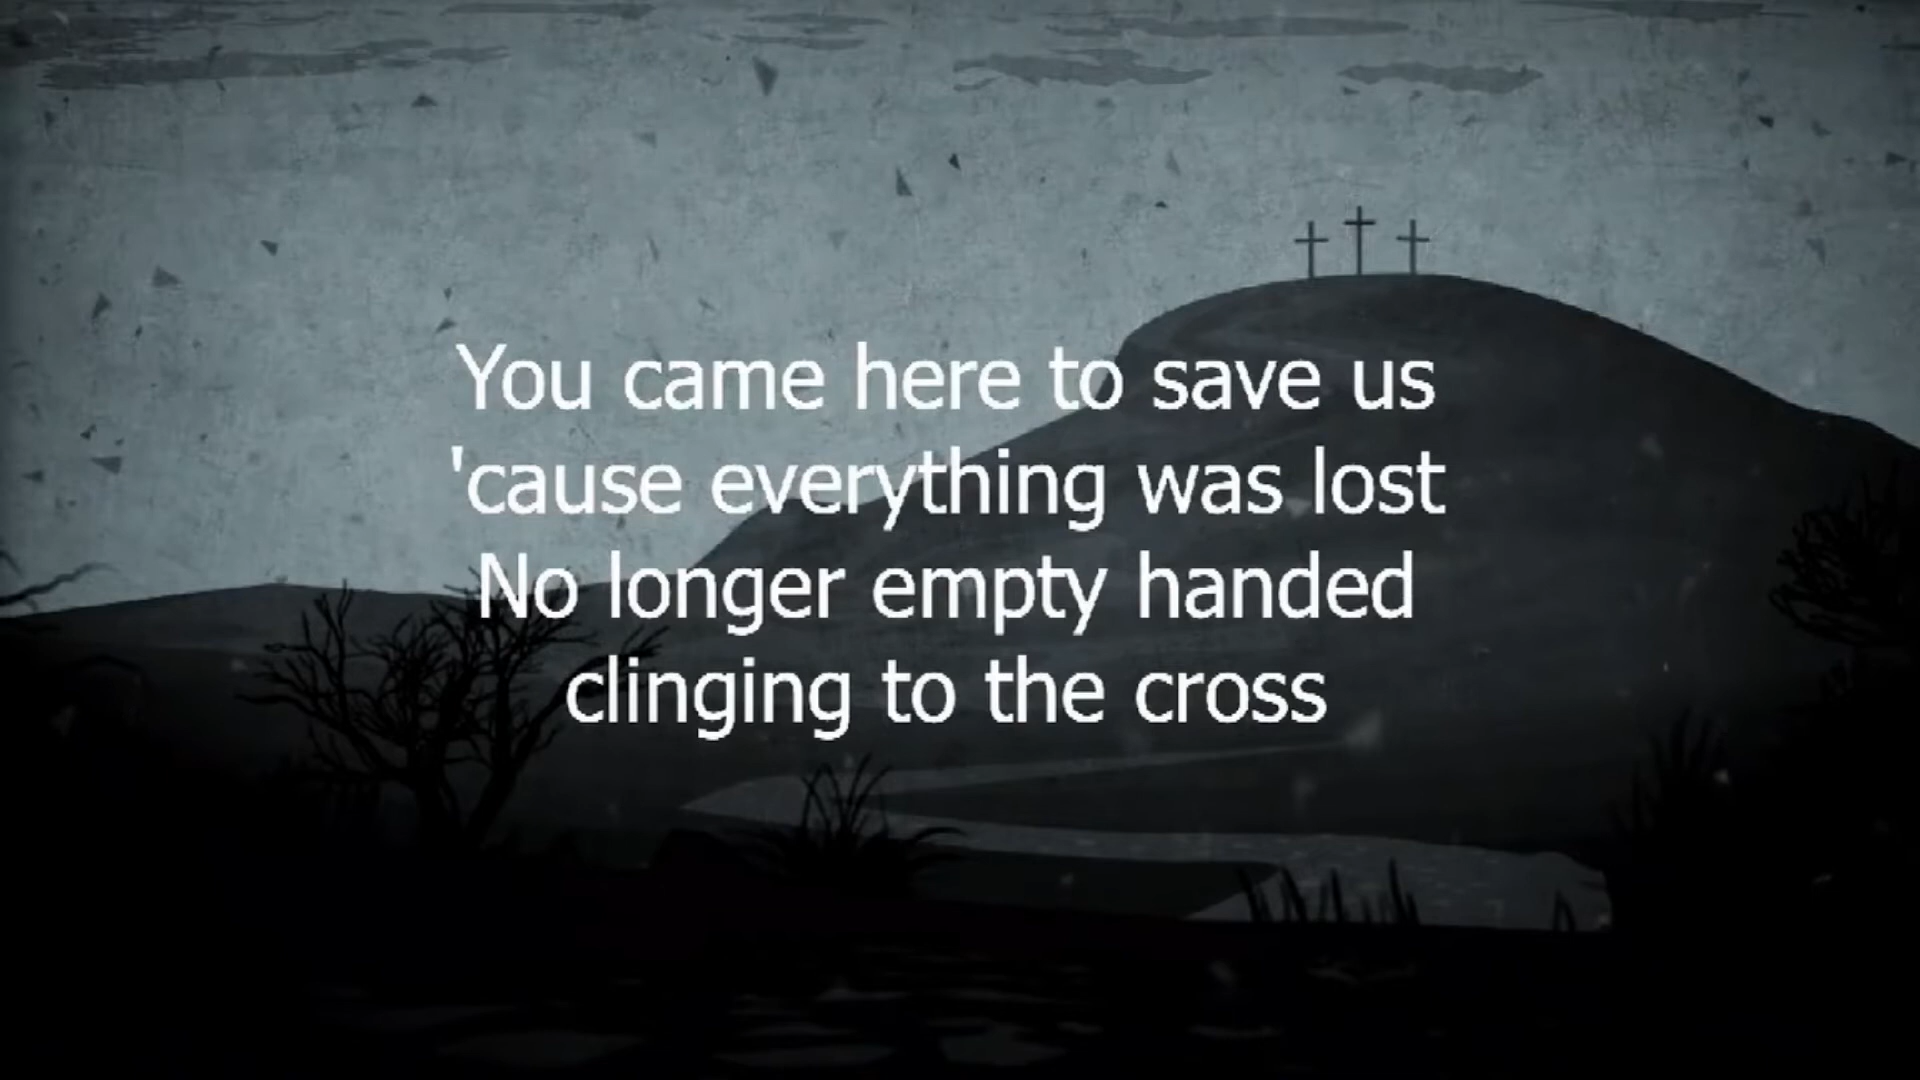 You came here to save us
'cause everything was lost
No longer empty handed
clinging to the cross